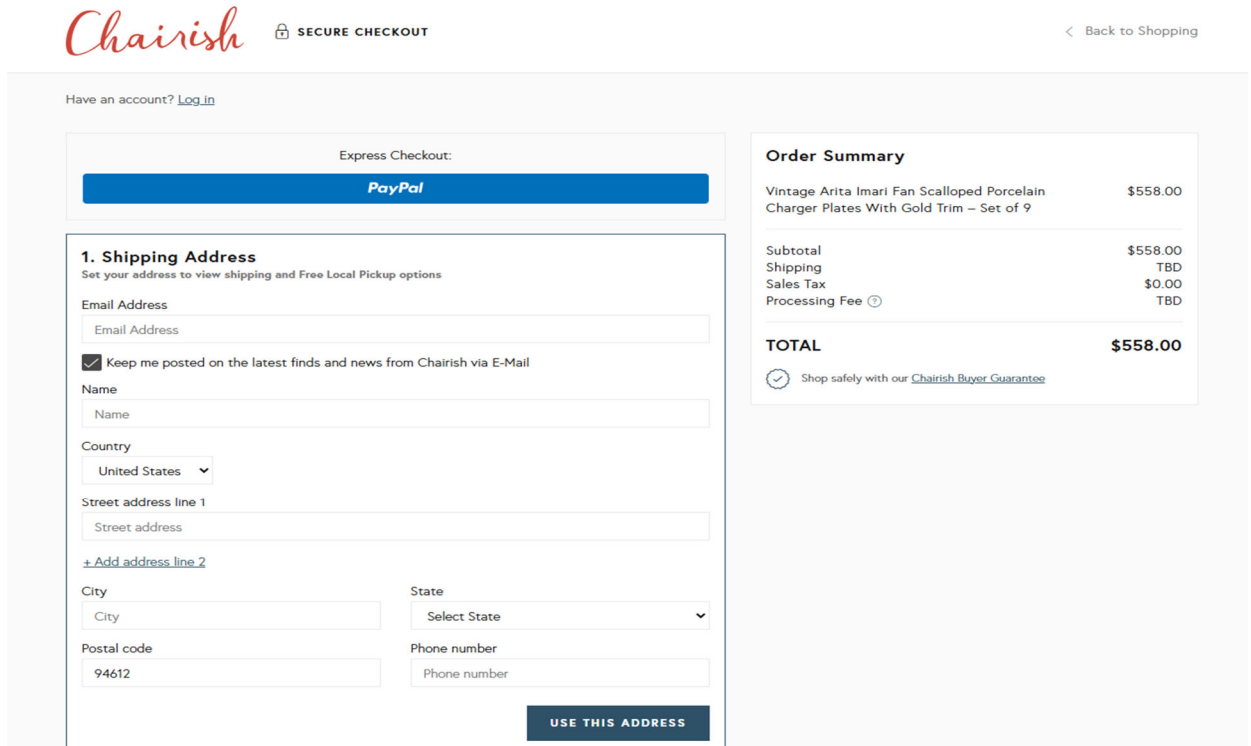 Chairish
SECURE CHECKOUT
< Back to Shopping
Have an account? Log in
Express Checkout:
PayPal
1. Shipping Address
Set your address to view shipping and Free Local Pickup options
Email Address
Email Address
Keep me posted on the latest finds and news from Chairish via E-Mail
Name
Name
Country
United States
Street address line 1
Street address
+ Add address line 2
City
City
State
Select State
Postal code
94612
Phone number
Phone number
USE THIS ADDRESS
Order Summary
Vintage Arita Imari Fan Scalloped Porcelain $558.00
Charger Plates With Gold Trim – Set of 9
Subtotal $558.00
Shipping TBD
Sales Tax $0.00
Processing Fee ? TBD
TOTAL $558.00
Shop safely with our Chairish Buyer Guarantee